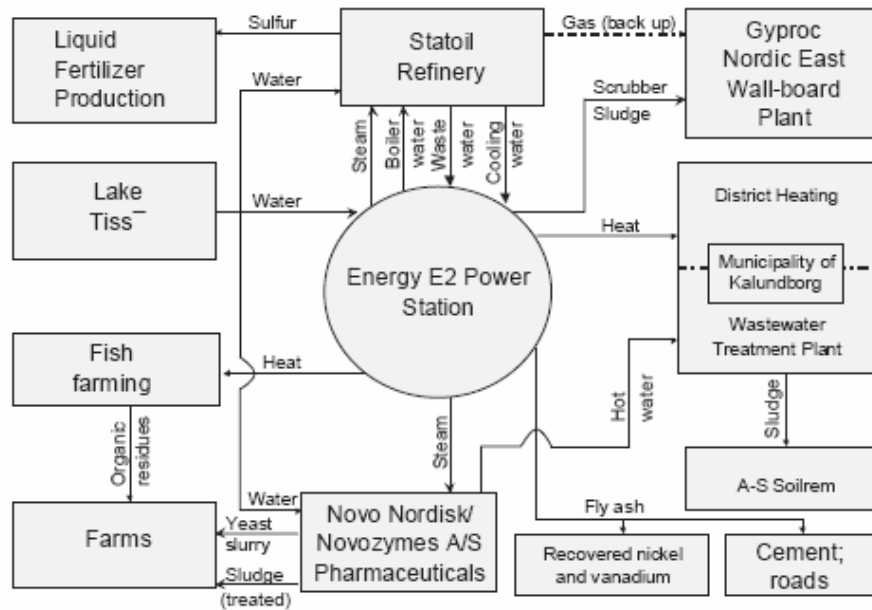 Liquid
Fertilizer
Production
Sulfur
Statoil
Refinery
Gas (back up)
Gyproc
Nordic East
Wall-board
Plant
Water
Scrubber
Sludge
Steam
Boiler
water
Waste
water
Cooling
water
Lake
Tiss¯
Water
Energy E2 Power
Station
Heat
District Heating
Municipality of
Kalundborg
Wastewater
Treatment Plant
Fish
farming
Heat
Hot
water
Organic
residues
Steam
Sludge
A-S Soilrem
Farms
Water
Yeast
slurry
Sludge
(treated)
Novo Nordisk/
Novozymes A/S
Pharmaceuticals
Fly ash
Recovered nickel
and vanadium
Cement;
roads